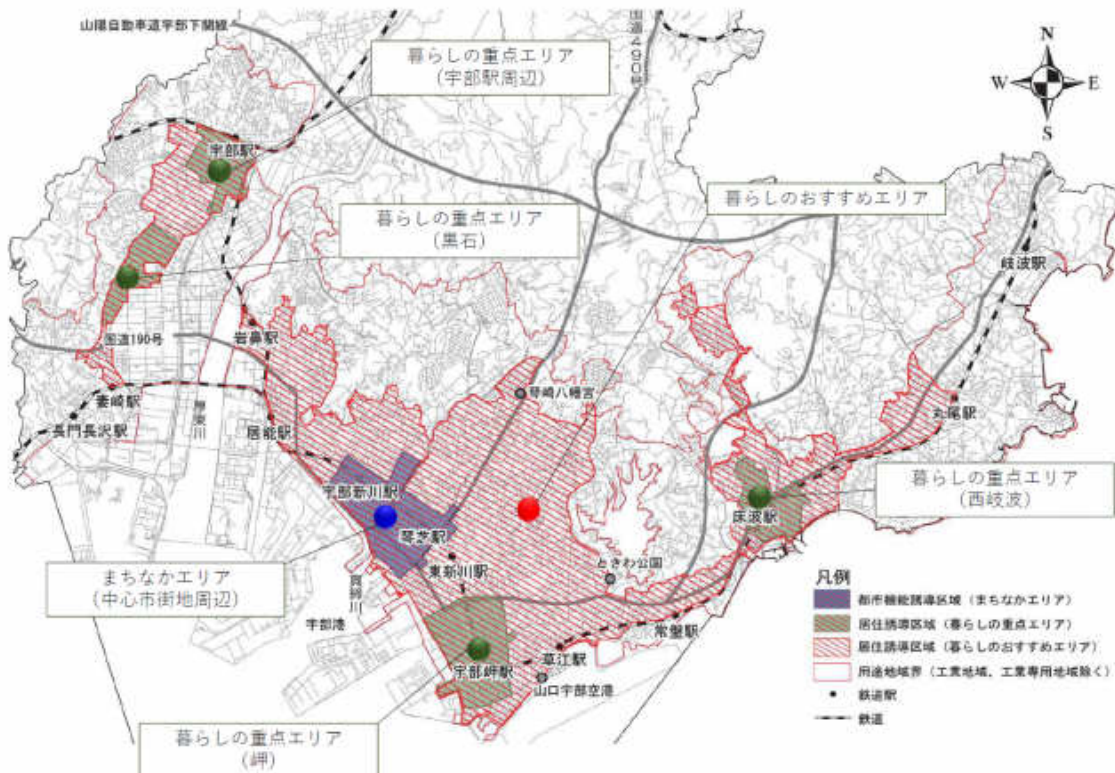 山陽自動車道宇部下関線
国道490号
暮らしの重点エリア
(宇部駅周辺)
N
W
E
S
宇部駅
暮らしの重点エリア
(黒石)
暮らしのおすすめエリア
岐波駅
国道190号
岩鼻駅
妻崎駅
長門長沢駅
厚東川
居能駅
琴崎八幡宮
丸尾駅
暮らしの重点エリア
(西岐波)
宇部新川駅
琴芝駅
床波駅
東新川駅
ときわ公園
まちなかエリア
(中心市街地周辺)
真締川
宇部港
常盤駅
草江駅
宇部岬駅
山口宇部空港
暮らしの重点エリア
(岬)
凡例
都市機能誘導区域(まちなかエリア)
居住誘導区域(暮らしの重点エリア)
居住誘導区域(暮らしのおすすめエリア)
用途地域界(工業地域、工業専用地域除く)
鉄道駅
鉄道